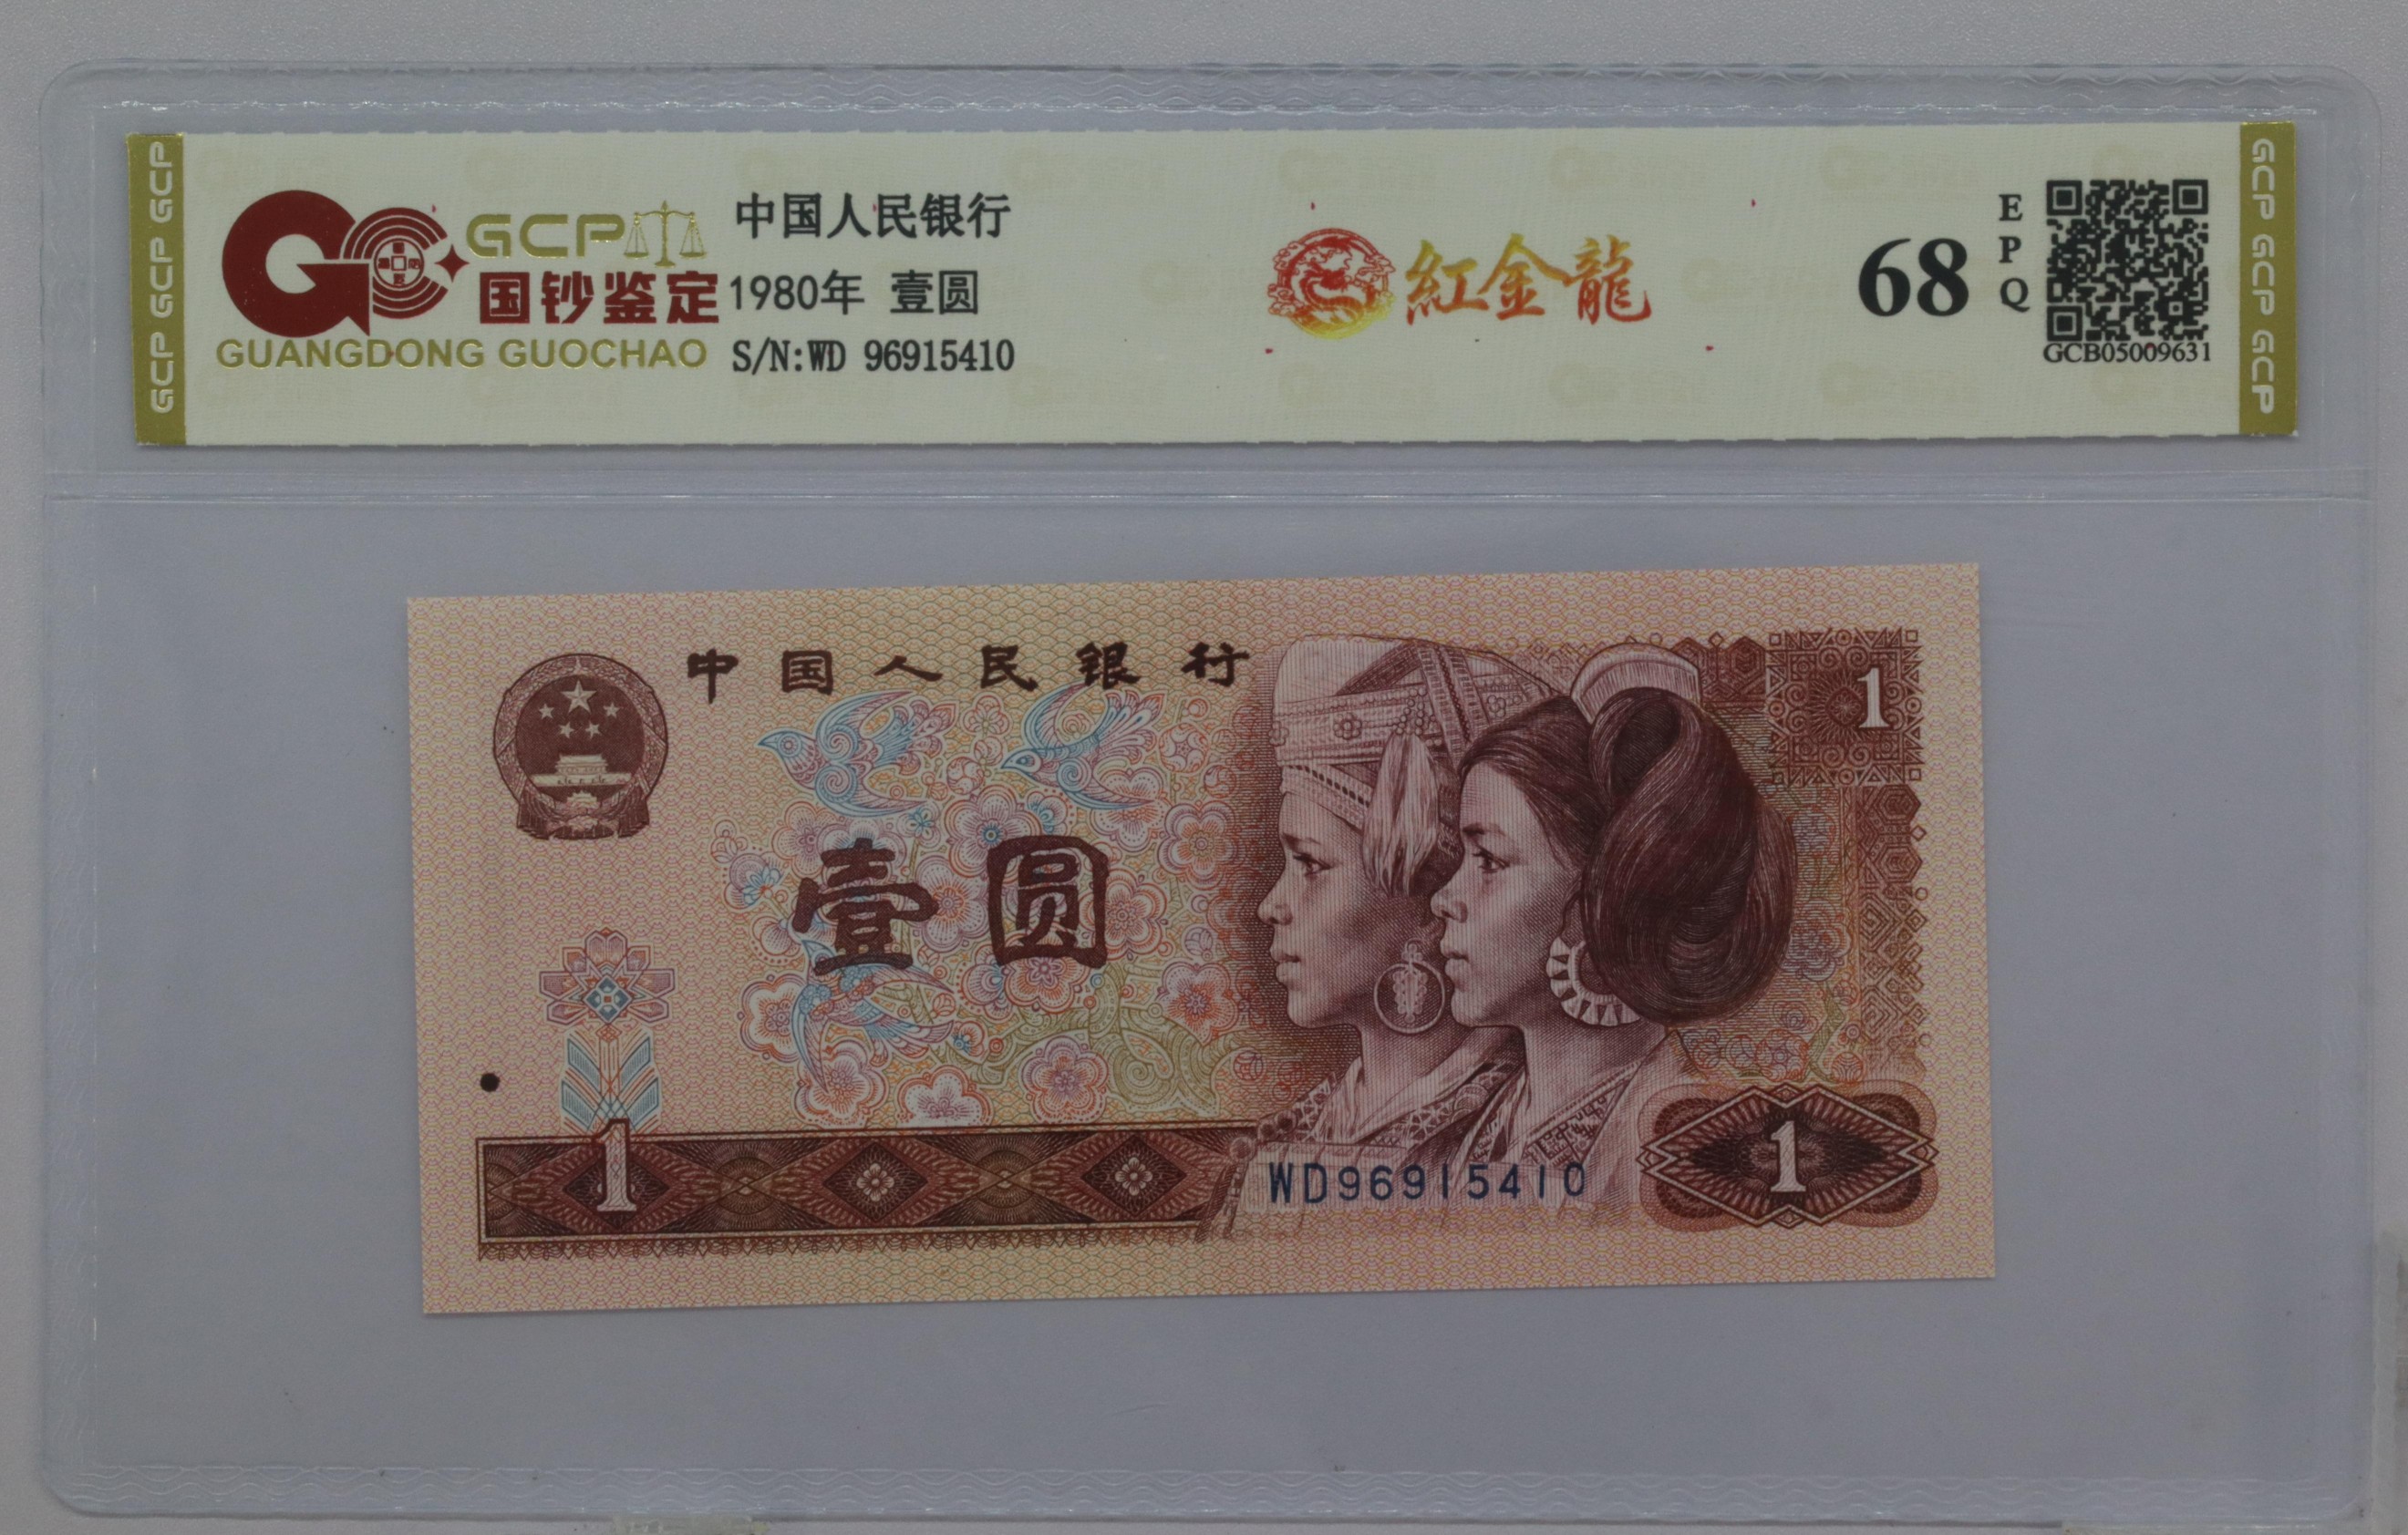 GCP
国钞鉴定
GUANGDONG GUOCHAO
中国人民银行
1980年 壹圆
S/N:WD 96915410
紅金龍
68
EPQ
GCB05009631
GCP GCP GCP
GCP GCP GCP
中国人民银行
1
壹圆
1
WD96915410
1